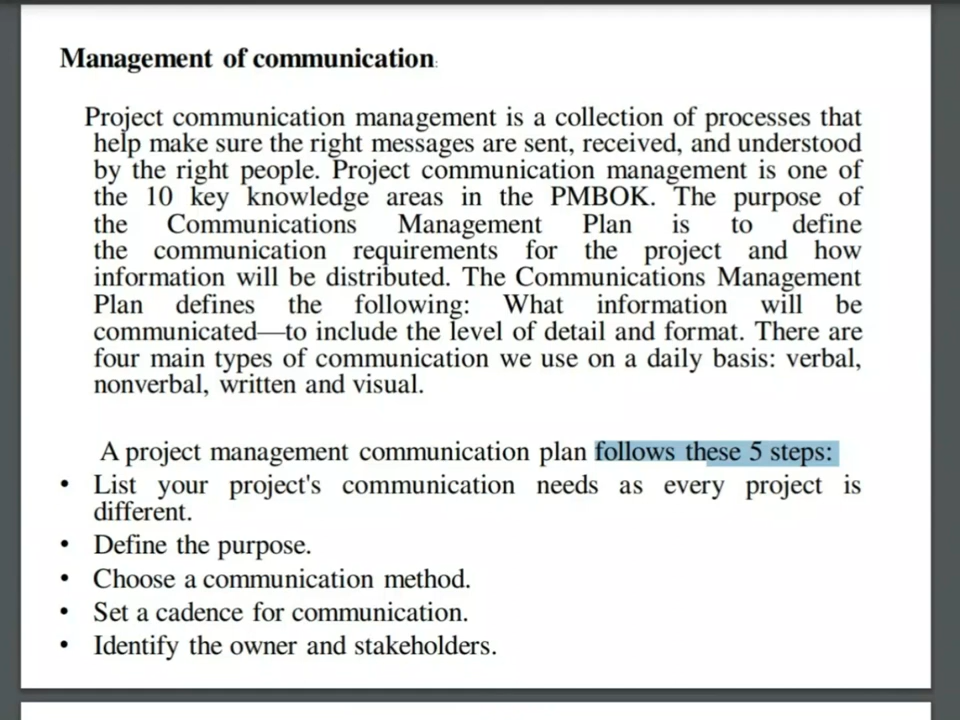 Management of communication:
Project communication management is a collection of processes that
help make sure the right messages are sent, received, and understood
by the right people. Project communication management is one of
the 10 key knowledge areas in the PMBOK. The purpose of
the Communications Management Plan is to define
the communication requirements for the project and how
information will be distributed. The Communications Management
Plan defines the following: What information will be
communicated—to include the level of detail and format. There are
four main types of communication we use on a daily basis: verbal,
nonverbal, written and visual.
A project management communication plan follows these 5 steps:
• List your project's communication needs as every project is
different.
• Define the purpose.
• Choose a communication method.
• Set a cadence for communication.
• Identify the owner and stakeholders.